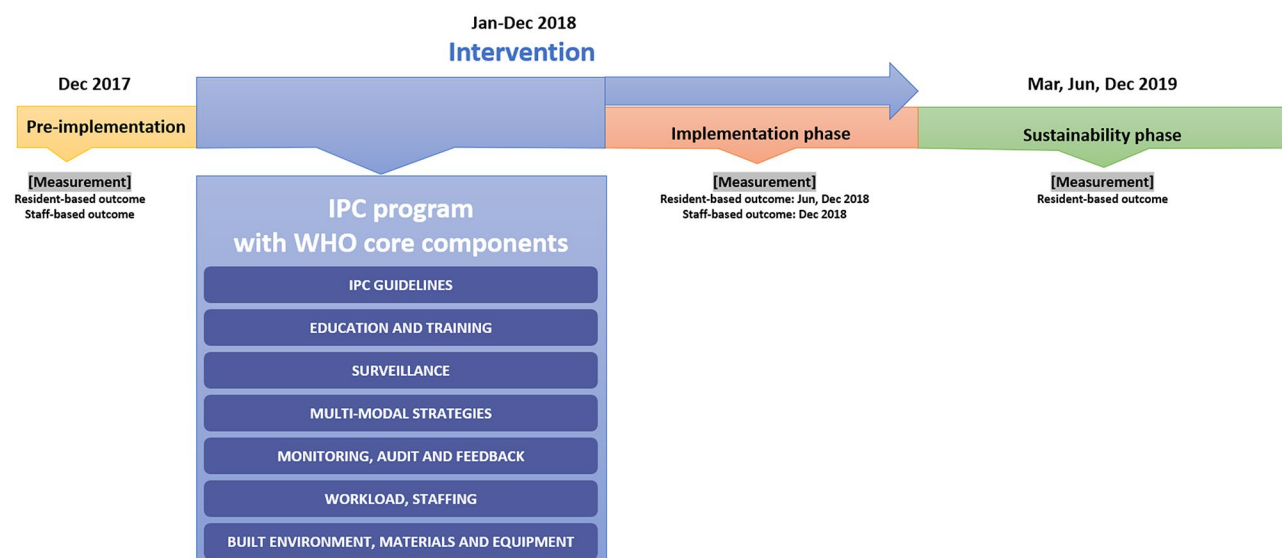 Jan-Dec 2018
Intervention
Dec 2017
Mar, Jun, Dec 2019
Pre-implementation
Implementation phase
Sustainability phase
[Measurement]
Resident-based outcome
Staff-based outcome
[Measurement]
Resident-based outcome: Jun, Dec 2018
Staff-based outcome: Dec 2018
[Measurement]
Resident-based outcome
IPC program
with WHO core components
IPC GUIDELINES
EDUCATION AND TRAINING
SURVEILLANCE
MULTI-MODAL STRATEGIES
MONITORING, AUDIT AND FEEDBACK
WORKLOAD, STAFFING
BUILT ENVIRONMENT, MATERIALS AND EQUIPMENT